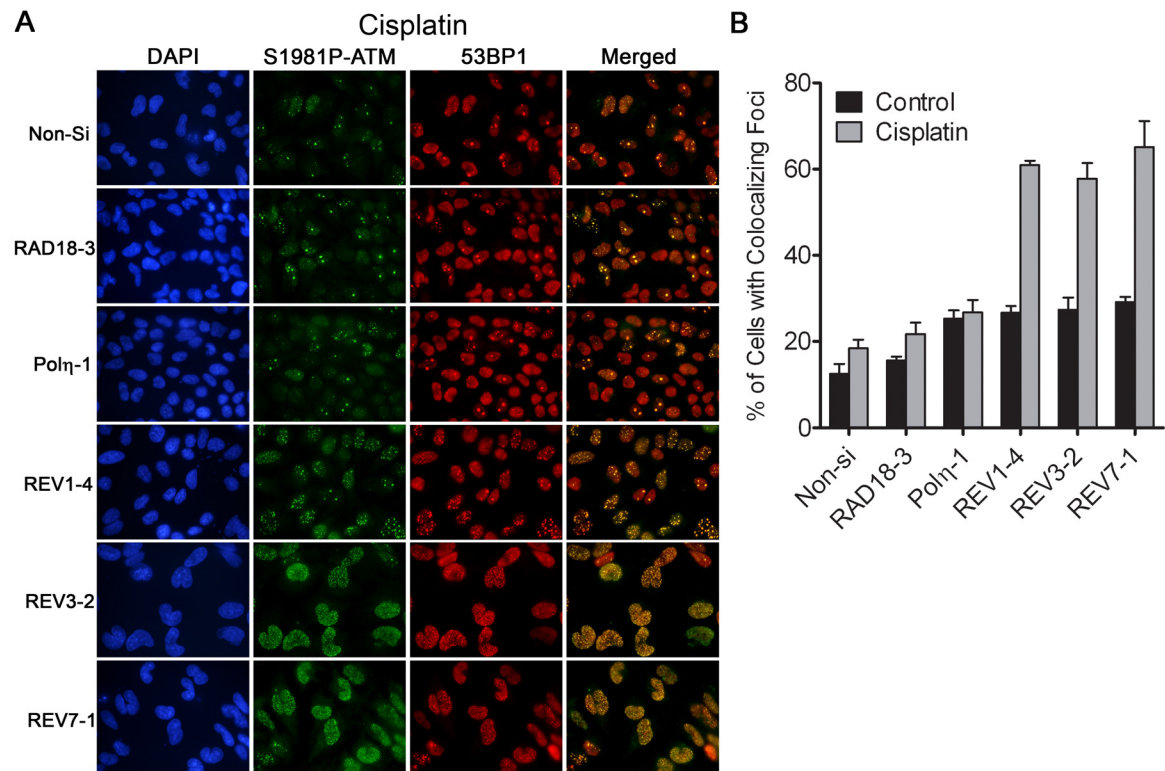 A
Cisplatin
DAPI S1981P-ATM 53BP1 Merged
Non-Si
RAD18-3
Polη-1
REV1-4
REV3-2
REV7-1
B
% of Cells with Colocalizing Foci
80
60
40
20
0
Control
Cisplatin
Non-si
RAD18-3
Polη-1
REV1-4
REV3-2
REV7-1